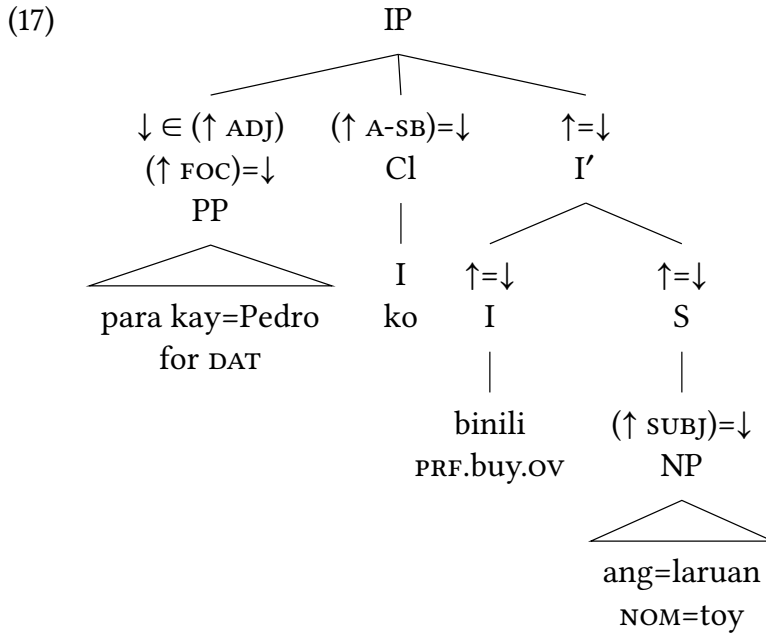 (17) IP
↓ ∈ (↑ ADJ) (↑ A-SB)=↓ ↑=↓
(↑ FOC)=↓ Cl I′
PP
I ↑=↓ ↑=↓
para kay=Pedro ko I S
for DAT
binili (↑ SUBJ)=↓
PRF.buy.OV NP
ang=laruan
NOM=toy